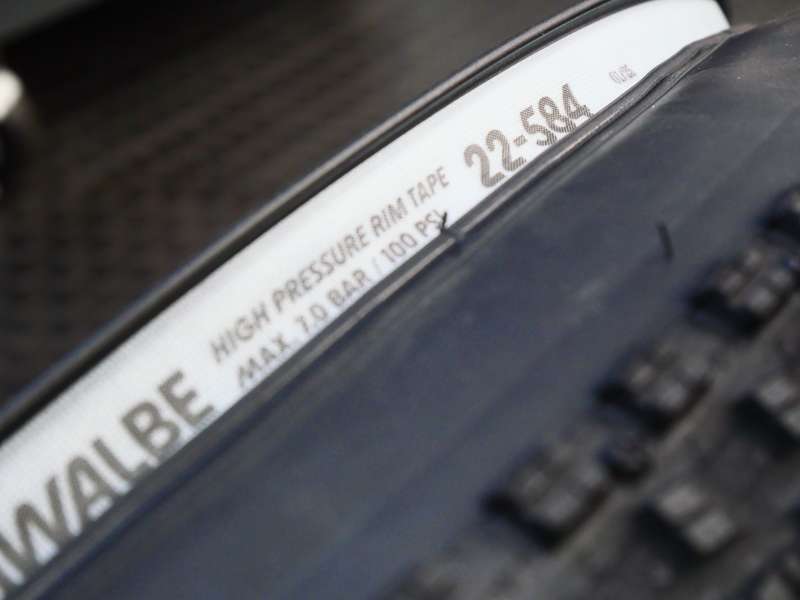 WALBE
HIGH PRESSURE RIM TAPE
MAX. 7.0 BAR / 100 PSI
22-584